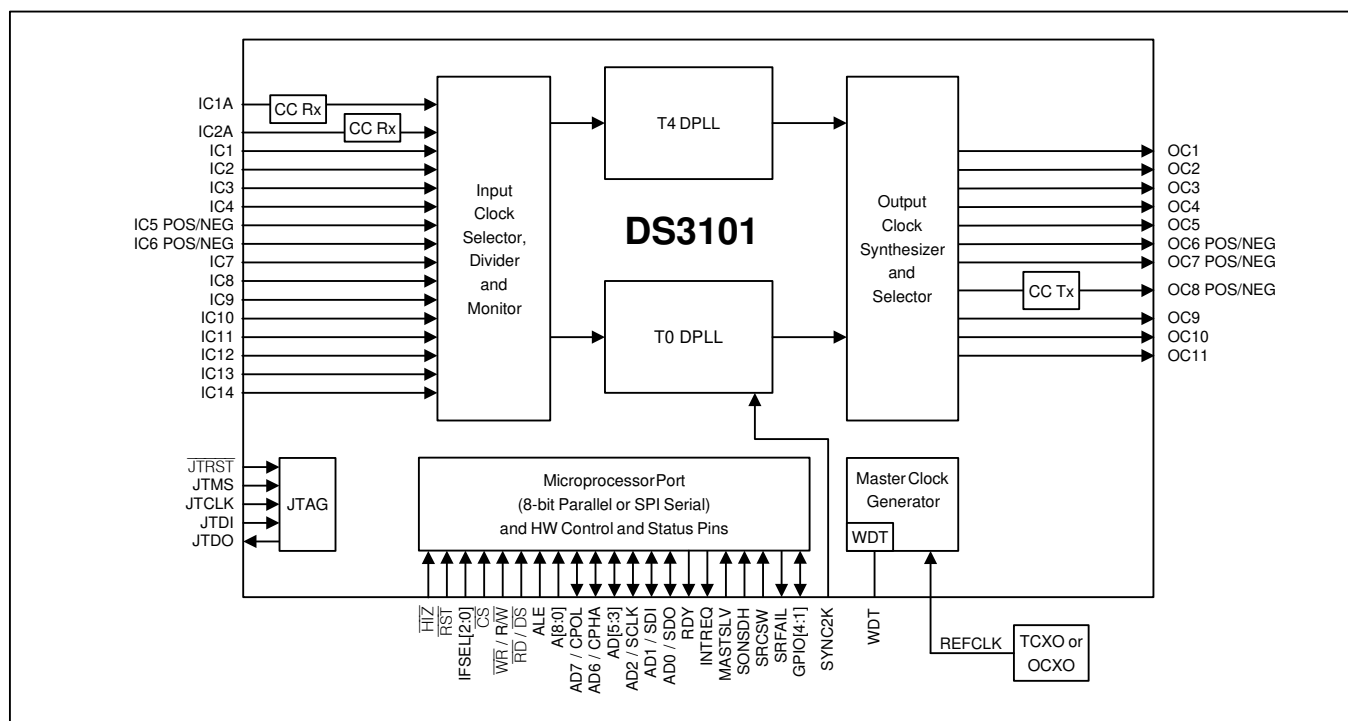 IC1A
CC Rx
IC2A
CC Rx
IC1
IC2
IC3
IC4
IC5 POS/NEG
IC6 POS/NEG
IC7
IC8
IC9
IC10
IC11
IC12
IC13
IC14
Input
Clock
Selector,
Divider
and
Monitor
T4 DPLL
DS3101
T0 DPLL
Output
Clock
Synthesizer
and
Selector
CC Tx
OC1
OC2
OC3
OC4
OC5
OC6 POS/NEG
OC7 POS/NEG
OC8 POS/NEG
OC9
OC10
OC11
JTRST
JTMS
JTCLK
JTDI
JTDO
JTAG
Microprocessor Port
(8-bit Parallel or SPI Serial)
and HW Control and Status Pins
Master Clock
Generator
WDT
HIZ
RST
IFSEL[2:0]
CS
WR / R/W
RD / DS
ALE
A[8:0]
AD7 / CPOL
AD6 / CPHA
AD[5:3]
AD2 / SCLK
AD1 / SDI
AD0 / SDO
RDY
INTREQ
MASTSLV
SONSDH
SRCSW
SRFAIL
GPIO[4:1]
SYNC2K
WDT
REFCLK
TCXO or
OCXO